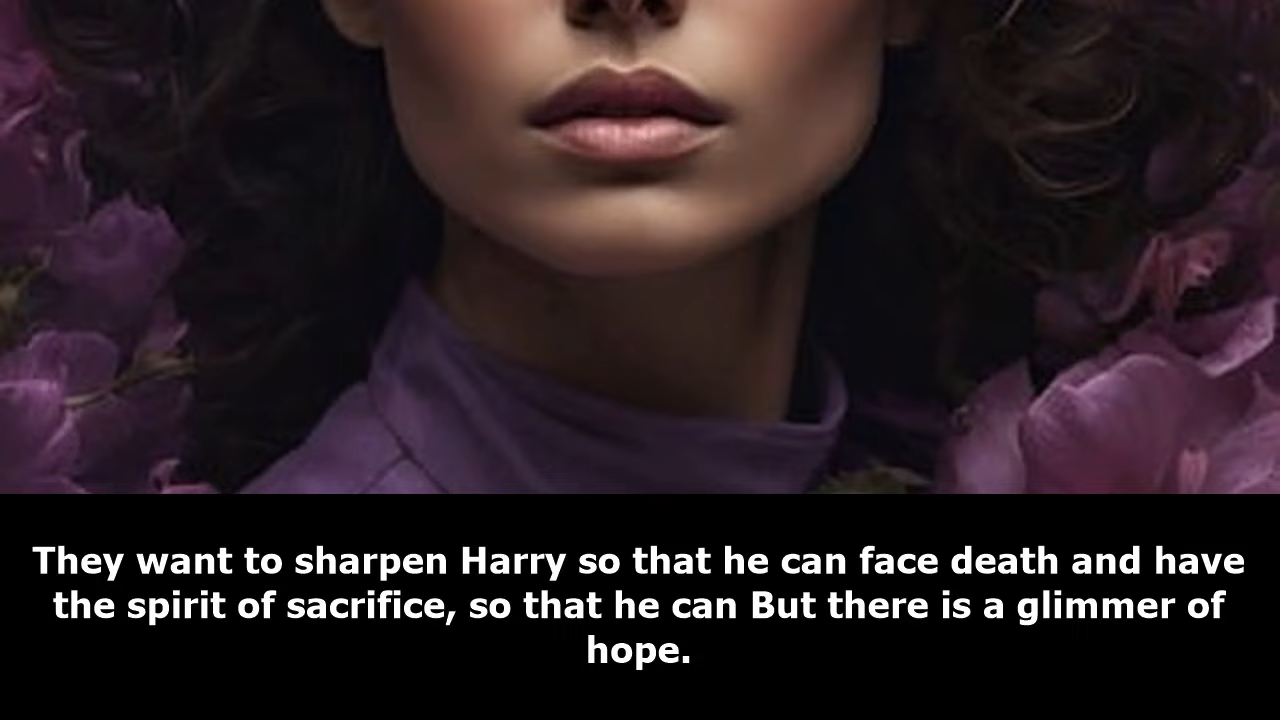 They want to sharpen Harry so that he can face death and have
the spirit of sacrifice, so that he can But there is a glimmer of
hope.